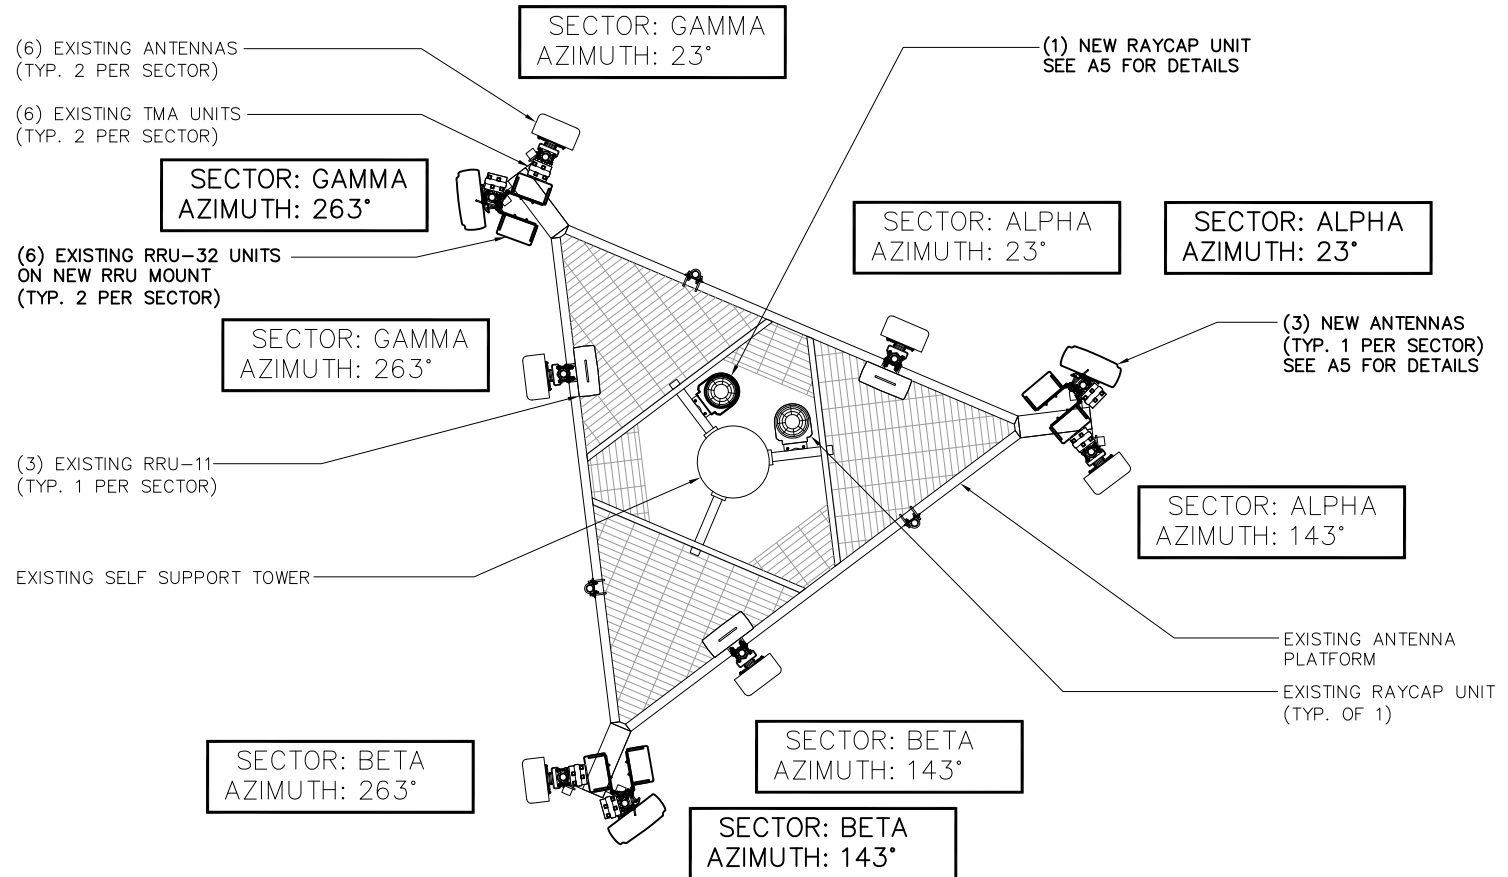 SECTOR: GAMMA
AZIMUTH: 23°
(6) EXISTING ANTENNAS
(TYP. 2 PER SECTOR)
(1) NEW RAYCAP UNIT
SEE A5 FOR DETAILS
(6) EXISTING TMA UNITS
(TYP. 2 PER SECTOR)
SECTOR: GAMMA
AZIMUTH: 263°
SECTOR: ALPHA
AZIMUTH: 23°
SECTOR: ALPHA
AZIMUTH: 23°
(6) EXISTING RRU-32 UNITS
ON NEW RRU MOUNT
(TYP. 2 PER SECTOR)
SECTOR: GAMMA
AZIMUTH: 263°
(3) NEW ANTENNAS
(TYP. 1 PER SECTOR)
SEE A5 FOR DETAILS
(3) EXISTING RRU-11
(TYP. 1 PER SECTOR)
SECTOR: ALPHA
AZIMUTH: 143°
EXISTING SELF SUPPORT TOWER
EXISTING ANTENNA
PLATFORM
EXISTING RAYCAP UNIT
(TYP. OF 1)
SECTOR: BETA
AZIMUTH: 263°
SECTOR: BETA
AZIMUTH: 143°
SECTOR: BETA
AZIMUTH: 143°